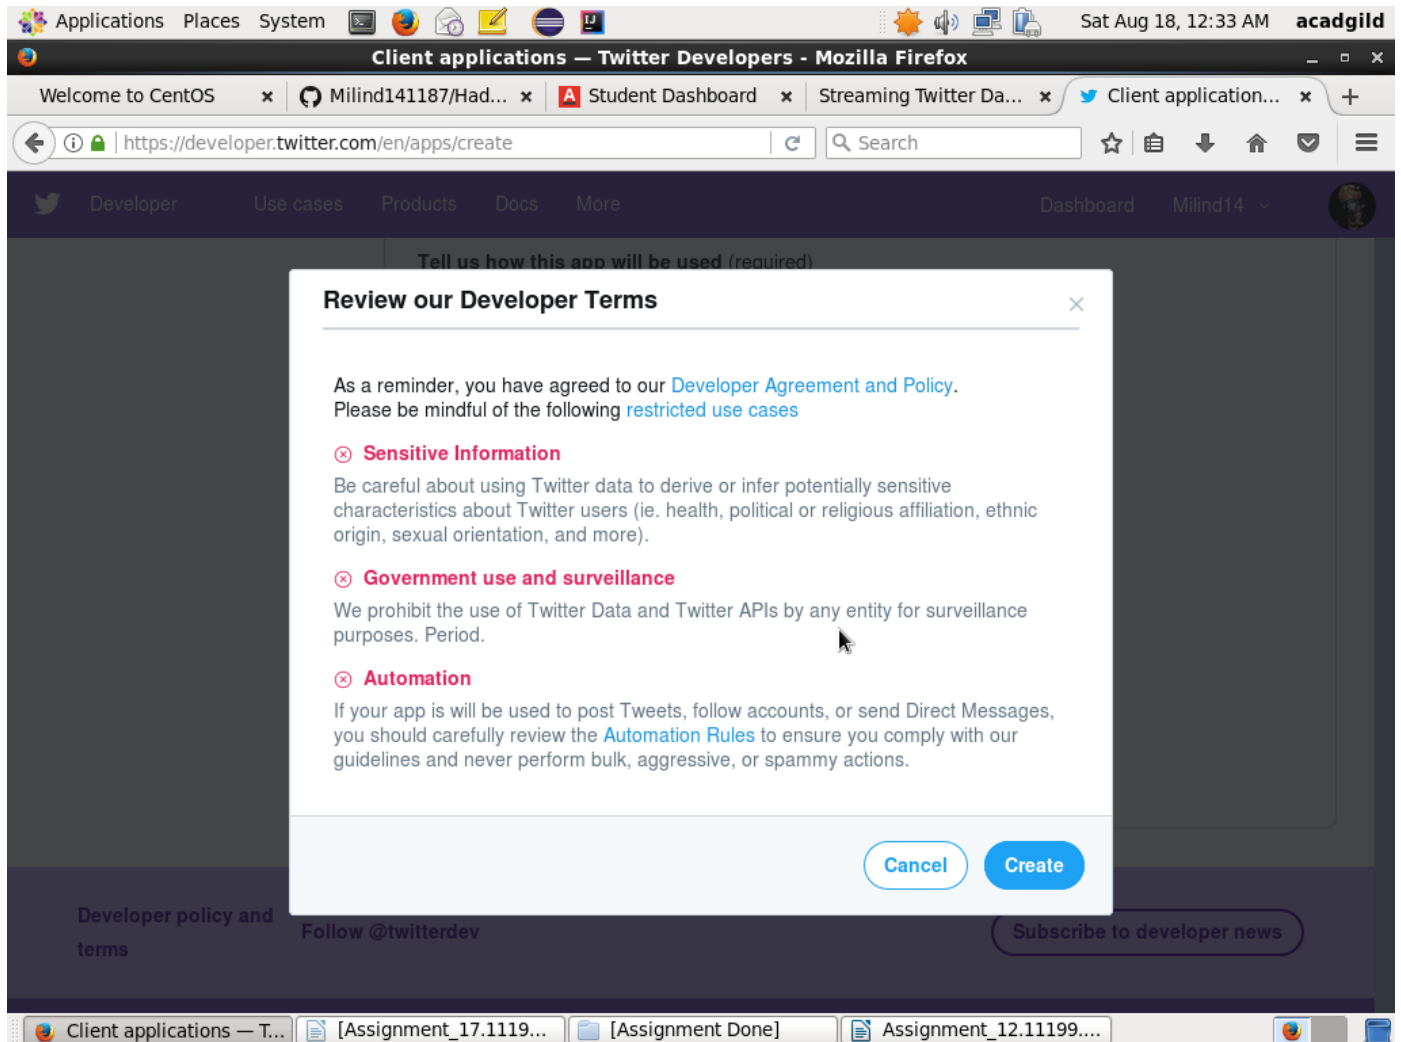 Applications Places System Sat Aug 18, 12:33 AM acadgild
Client applications — Twitter Developers - Mozilla Firefox
Welcome to CentOS Milind141187/Had... A Student Dashboard Streaming Twitter Da... Client application...
https://developer.twitter.com/en/apps/create Search
Developer Use cases Products Docs More Dashboard Milind14
Tell us how this app will be used (required)
Review our Developer Terms
As a reminder, you have agreed to our Developer Agreement and Policy.
Please be mindful of the following restricted use cases
Sensitive Information
Be careful about using Twitter data to derive or infer potentially sensitive
characteristics about Twitter users (ie. health, political or religious affiliation, ethnic
origin, sexual orientation, and more).
Government use and surveillance
We prohibit the use of Twitter Data and Twitter APIs by any entity for surveillance
purposes. Period.
Automation
If your app is will be used to post Tweets, follow accounts, or send Direct Messages,
you should carefully review the Automation Rules to ensure you comply with our
guidelines and never perform bulk, aggressive, or spammy actions.
Cancel Create
Developer policy and
terms
Follow @twitterdev
Subscribe to developer news
Client applications — T... [Assignment_17.1119... [Assignment Done] Assignment_12.11199....